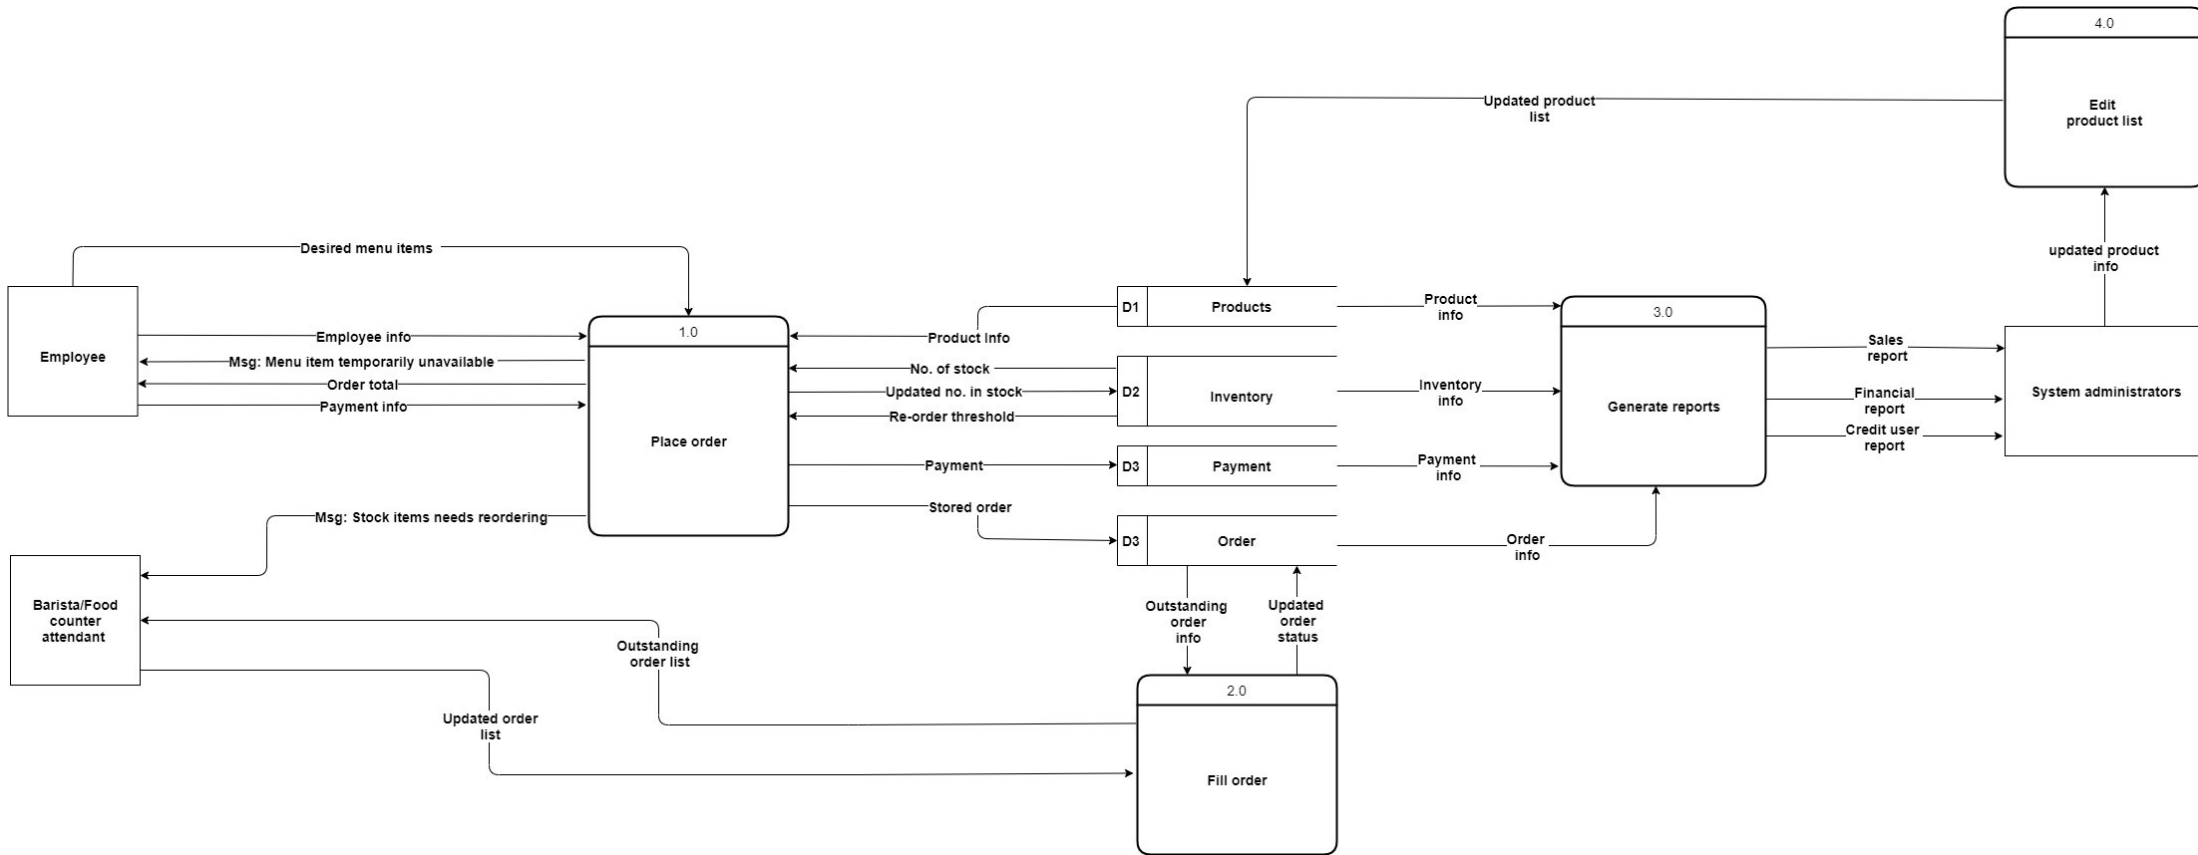 4.0
Edit
product list
Updated product
list
updated product
info
Desired menu items
Employee
Employee info
Msg: Menu item temporarily unavailable
Order total
Payment info
1.0
Place order
Product Info
No. of stock
Updated no. in stock
Re-order threshold
Payment
Stored order
D1
Products
D2
Inventory
D3
Payment
D3
Order
Product
info
Inventory
info
Payment
info
Order
info
3.0
Generate reports
Sales
report
Financial
report
Credit user
report
System administrators
Msg: Stock items needs reordering
Barista/Food
counter
attendant
Outstanding
order list
Updated order
list
Outstanding
order
info
Updated
order
status
2.0
Fill order